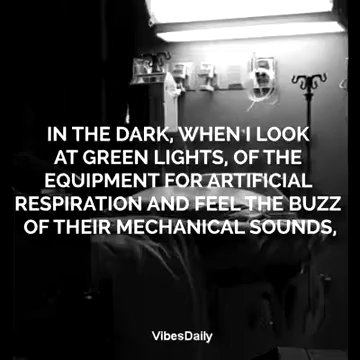 IN THE DARK, WHEN I LOOK
AT GREEN LIGHTS, OF THE
EQUIPMENT FOR ARTIFICIAL
RESPIRATION AND FEEL THE BUZZ
OF THEIR MECHANICAL SOUNDS,
VibesDaily